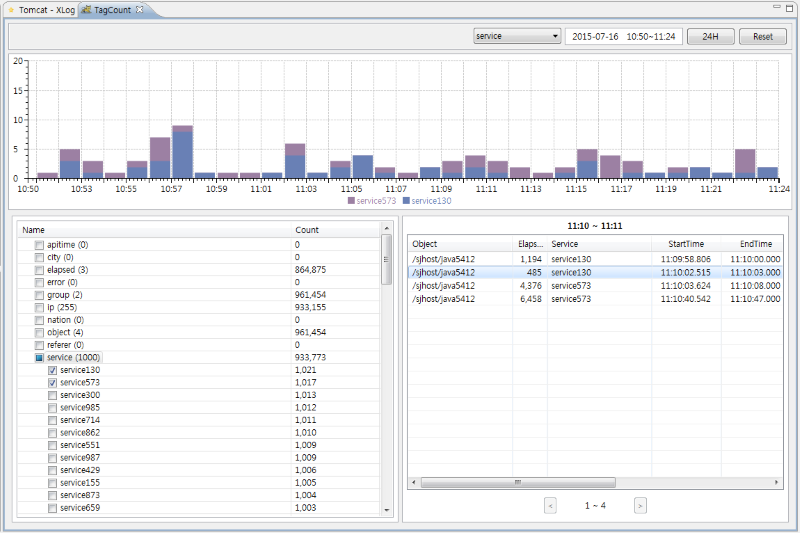 Tomcat - XLog TagCount
service 2015-07-16 10:50~11:24 24H Reset
20
15
10
5
0
10:50 10:53 10:55 10:57 10:59 11:01 11:03 11:05 11:07 11:09 11:11 11:13 11:15 11:17 11:19 11:21 11:24
service573 service130
Name Count
apitime (0) 0
city (0) 0
elapsed (3) 864,875
error (0) 0
group (2) 961,454
ip (255) 933,155
nation (0) 0
object (4) 961,454
referer (0) 0
service (1000) 933,773
service130 1,021
service573 1,017
service300 1,013
service985 1,012
service714 1,011
service862 1,010
service551 1,009
service987 1,009
service429 1,006
service155 1,005
service873 1,004
service659 1,003
11:10 ~ 11:11
Object Elaps... Service StartTime EndTime
/sjhost/java5412 1,194 service130 11:09:58.806 11:10:00.000
/sjhost/java5412 485 service130 11:10:02.515 11:10:03.000
/sjhost/java5412 4,376 service573 11:10:03.624 11:10:08.000
/sjhost/java5412 6,458 service573 11:10:40.542 11:10:47.000
< 1 ~ 4 >